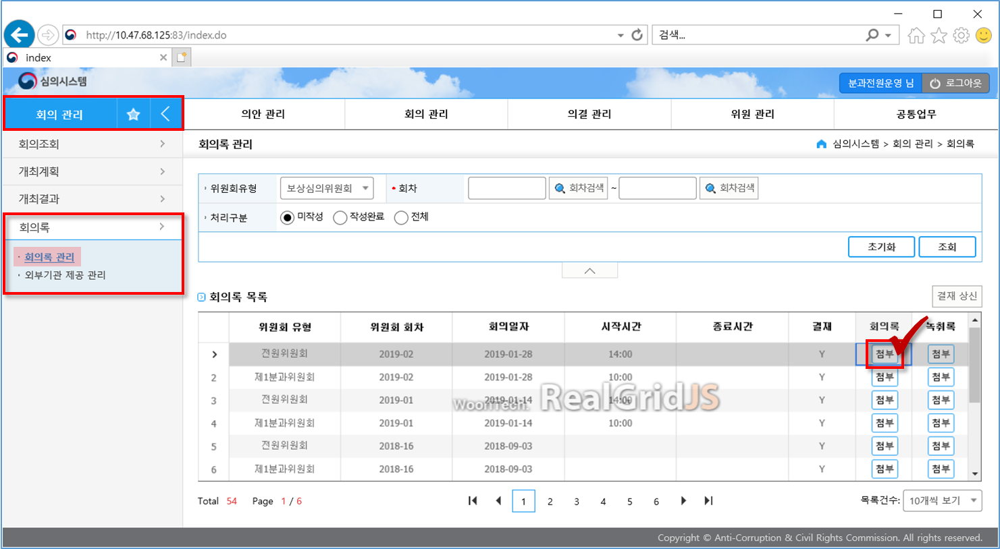 http://10.47.68.125:83/index.do
검색...
index
심의시스템
분과전원운영 님
로그아웃
회의 관리
의안 관리
회의 관리
의결 관리
위원 관리
공통업무
회의조회
개최계획
개최결과
회의록
· 회의록 관리
· 외부기관 제공 관리
회의록 관리
심의시스템 > 회의 관리 > 회의록
위원회유형 보상심의위원회 • 회차 회차검색 ~ 회차검색
처리구분 미작성 작성완료 전체
초기화 조회
회의록 목록
결재 상신
위원회 유형 위원회 회차 회의일자 시작시간 종료시간 결재 회의록 녹취록
전원위원회 2019-02 2019-01-28 14:00 Y 첨부 첨부
2 제1분과위원회 2019-02 2019-01-28 10:00 Y 첨부 첨부
3 전원위원회 2019-01 2019-01-14 14:00 Y 첨부 첨부
WoonTech. RealGridJS
4 제1분과위원회 2019-01 2019-01-14 10:00 Y 첨부 첨부
5 전원위원회 2018-16 2018-09-03 Y 첨부 첨부
6 제1분과위원회 2018-16 2018-09-03 Y 첨부 첨부
Total 54 Page 1 / 6
1 2 3 4 5 6
목록건수: 10개씩 보기
Copyright © Anti-Corruption & Civil Rights Commission. All rights reserved.